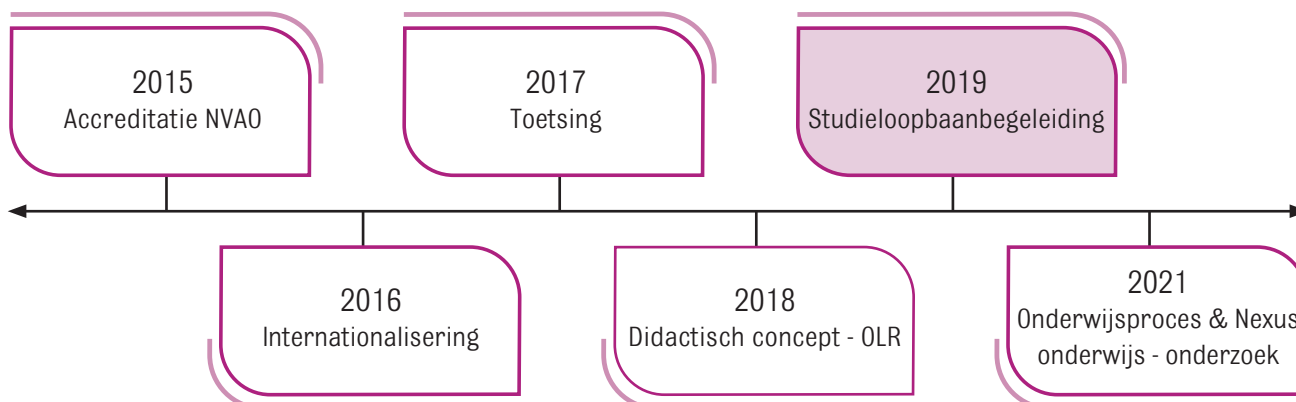 2015
Accreditatie NVAO
2016
Internationalisering
2017
Toetsing
2018
Didactisch concept - OLR
2019
Studieloopbaanbegeleiding
2021
Onderwijsproces & Nexus
onderwijs - onderzoek